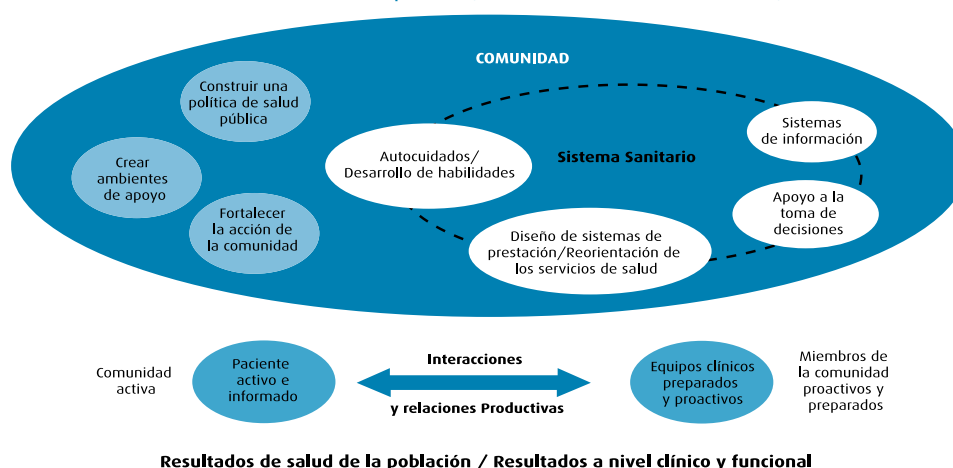 COMUNIDAD
Construir una
política de salud
pública
Crear
ambientes
de apoyo
Fortalecer
la acción de
la comunidad
Autocuidados/
Desarrollo de habilidades
Sistema Sanitario
Sistemas
de información
Apoyo a la
toma de
decisiones
Diseño de sistemas de
prestación/Reorientación de
los servicios de salud
Comunidad
activa
Paciente
activo e
informado
Interacciones
y relaciones Productivas
Equipos clínicos
preparados
y proactivos
Miembros de
la comunidad
proactivos y
preparados
Resultados de salud de la población / Resultados a nivel clínico y funcional